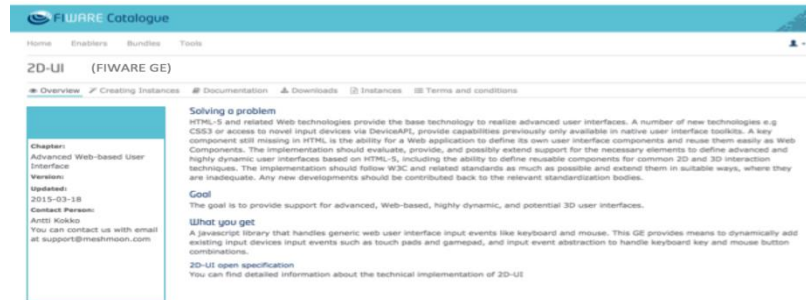 FIWARE Catalogue
Home Enablers Bundles Tools
2D-UI (FIWARE GE)
Overview Creating Instances Documentation Downloads Instances Terms and conditions
Solving a problem
HTML-5 and related Web technologies provide the base technology to realize advanced user interfaces. A number of new technologies e.g
CSS3 or access to novel input devices via DeviceAPI, provide capabilities previously only available in native user interface toolkits. A key
component still missing in HTML is the ability for a Web application to define its own user interface components and reuse them easily as Web
Components. The implementation should evaluate, provide, and possibly extend support for the necessary elements to define advanced and
highly dynamic user interfaces based on HTML-5, including the ability to define reusable components for common 2D and 3D interaction
techniques. The implementation should follow W3C and related standards as much as possible and extend them in suitable ways, where they
are inadequate. Any new developments should be contributed back to the relevant standardization bodies.
Goal
The goal is to provide support for advanced, Web-based, highly dynamic, and potential 3D user interfaces.
What you get
A javascript library that handles generic web user interface input events like keyboard and mouse. This GE provides means to dynamically add
existing input devices input events such as touch pads and gamepad, and input event abstraction to handle keyboard key and mouse button
combinations.
2D-UI open specification
You can find detailed information about the technical implementation of 2D-UI
Chapter:
Advanced Web-based User
Interface
Version:
Updated:
2015-03-18
Contact Person:
Antti Kokko
You can contact us with email
at support@meshmoon.com